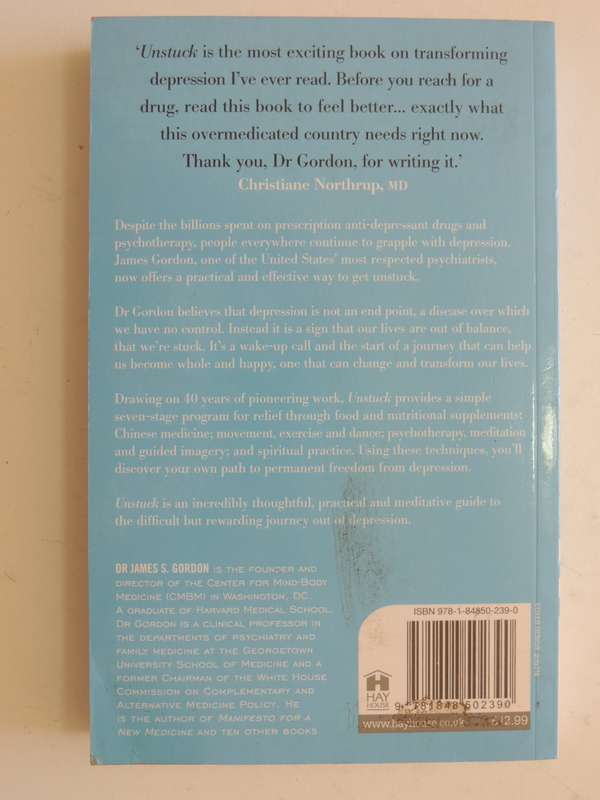 ‘Unstuck is the most exciting book on transforming
depression I’ve ever read. Before you reach for a
drug, read this book to feel better... exactly what
this overmedicated country needs right now.
Thank you, Dr Gordon, for writing it.’
Christiane Northrup, MD
Despite the billions spent on prescription anti-depressant drugs and
psychotherapy, people everywhere continue to grapple with depression.
James Gordon, one of the United States’ most respected psychiatrists,
now offers a practical and effective way to get unstuck.
Dr Gordon believes that depression is not an end point, a disease over which
we have no control. Instead it is a sign that our lives are out of balance,
that we’re stuck. It’s a wake-up call and the start of a journey that can help
us become whole and happy, one that can change and transform our lives.
Drawing on 40 years of pioneering work, Unstuck provides a simple
seven-stage program for relief through food and nutritional supplements;
Chinese medicine; movement, exercise and dance; psychotherapy, meditation
and guided imagery; and spiritual practice. Using these techniques, you’ll
discover your own path to permanent freedom from depression.
Unstuck is an incredibly thoughtful, practical and meditative guide to
the difficult but rewarding journey out of depression.
DR JAMES S. GORDON IS THE FOUNDER AND
DIRECTOR OF THE CENTER FOR MIND-BODY
MEDICINE (CMBM) IN WASHINGTON, DC.
A GRADUATE OF HARVARD MEDICAL SCHOOL,
DR GORDON IS A CLINICAL PROFESSOR IN
THE DEPARTMENTS OF PSYCHIATRY AND
FAMILY MEDICINE AT THE GEORGETOWN
UNIVERSITY SCHOOL OF MEDICINE AND A
FORMER CHAIRMAN OF THE WHITE HOUSE
COMMISSION ON COMPLEMENTARY AND
ALTERNATIVE MEDICINE POLICY. HE
IS THE AUTHOR OF MANIFESTO FOR A
NEW MEDICINE AND TEN OTHER BOOKS
ISBN 978-1-84850-239-0
HAY
HOUSE
9 781848 502390
www.hayhouse.co.uk
£12.99